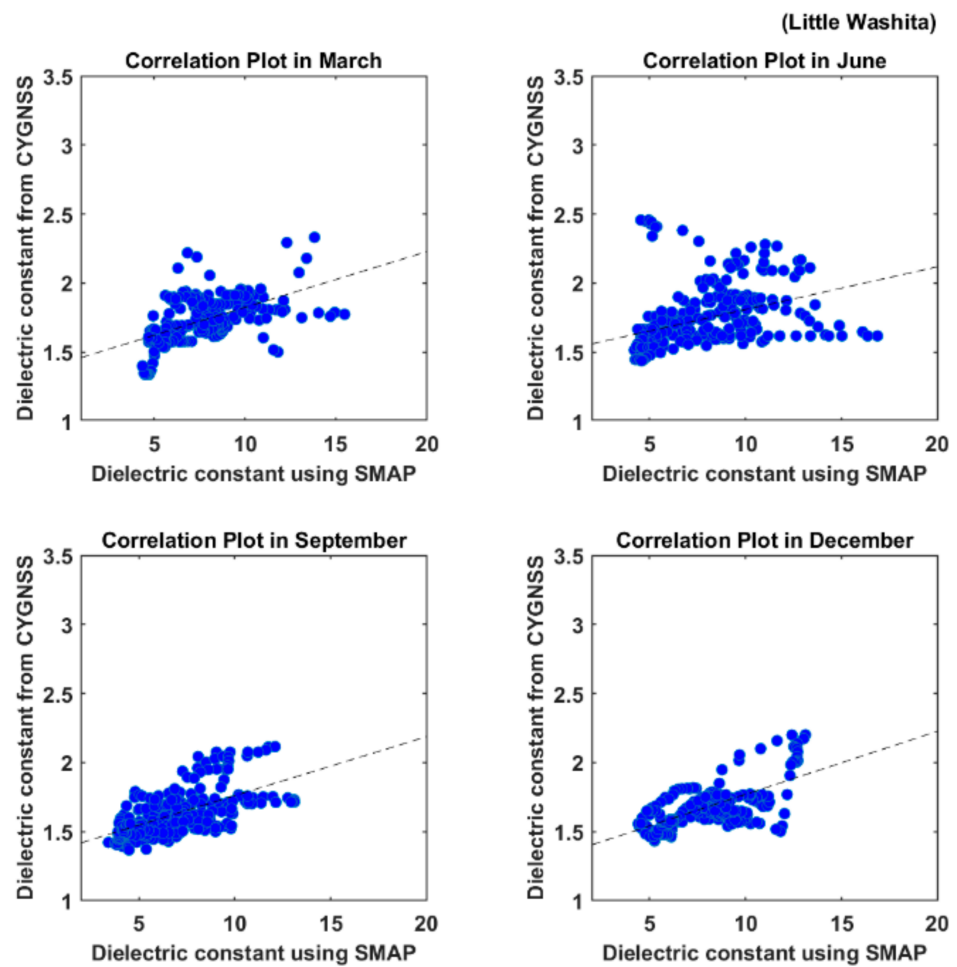 (Little Washita)
Correlation Plot in March
Dielectric constant from CYGNSS
3.5
3
2.5
2
1.5
1
5 10 15 20
Dielectric constant using SMAP
Correlation Plot in June
Dielectric constant from CYGNSS
3.5
3
2.5
2
1.5
1
5 10 15 20
Dielectric constant using SMAP
Correlation Plot in September
Dielectric constant from CYGNSS
3.5
3
2.5
2
1.5
1
5 10 15 20
Dielectric constant using SMAP
Correlation Plot in December
Dielectric constant from CYGNSS
3.5
3
2.5
2
1.5
1
5 10 15 20
Dielectric constant using SMAP